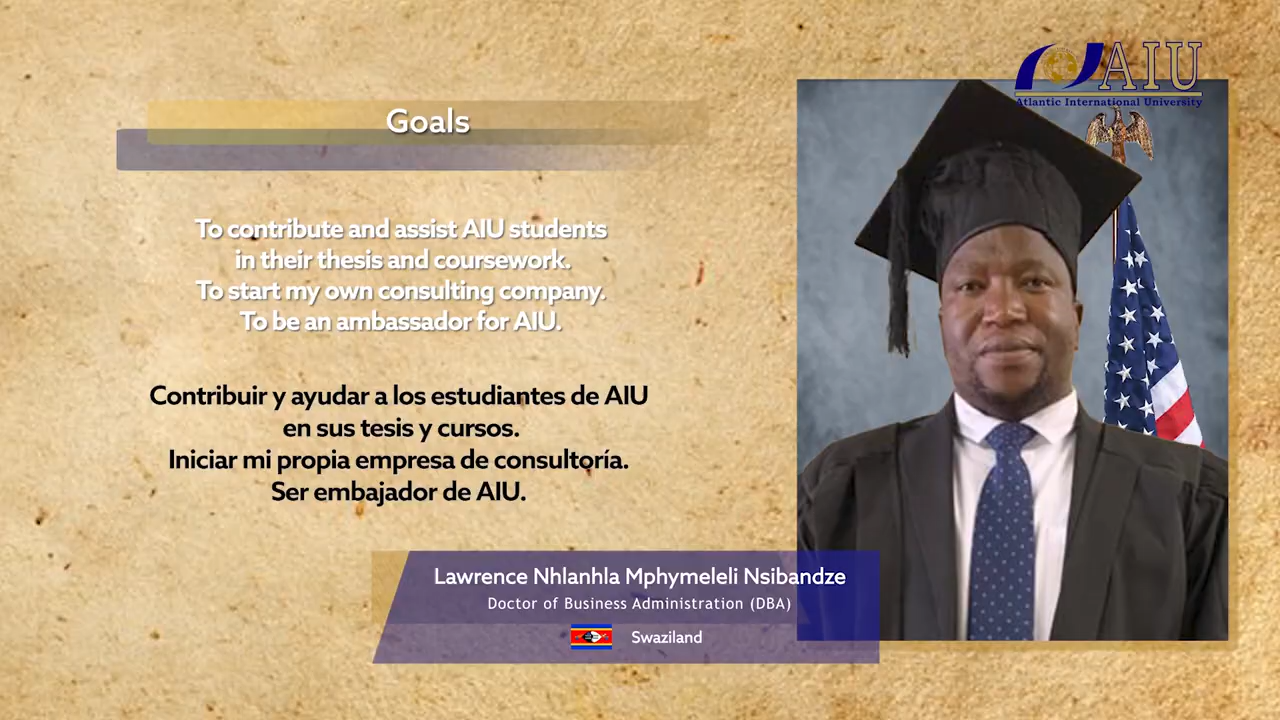 AIU
Atlantic International University
Goals
To contribute and assist AIU students
in their thesis and coursework.
To start my own consulting company.
To be an ambassador for AIU.
Contribuir y ayudar a los estudiantes de AIU
en sus tesis y cursos.
Iniciar mi propia empresa de consultoría.
Ser embajador de AIU.
Lawrence Nhlanhla Mphymeleli Nsibandze
Doctor of Business Administration (DBA)
Swaziland